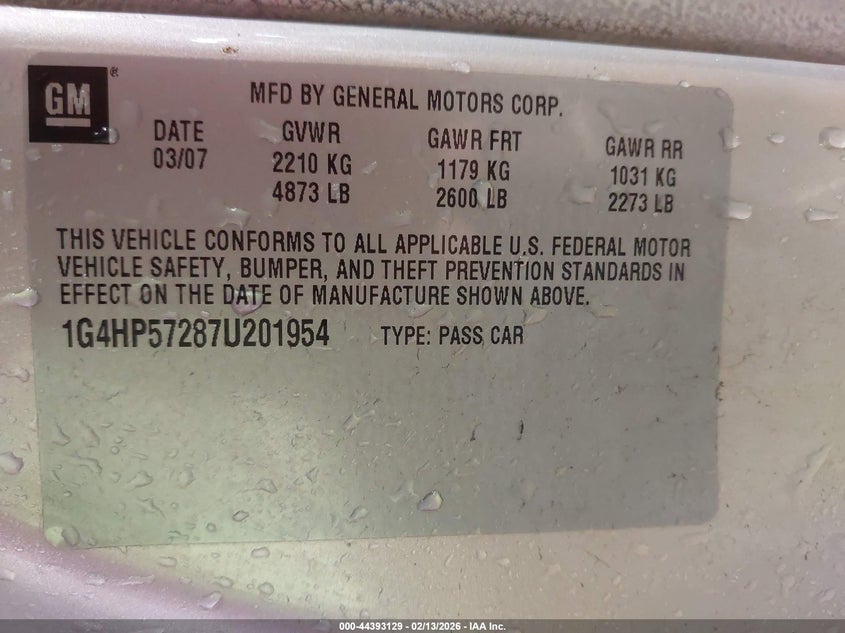 GM®
MFD BY GENERAL MOTORS CORP.
DATE GVWR GAWR FRT GAWR RR
03/07 2210 KG 1179 KG 1031 KG
4873 LB 2600 LB 2273 LB
THIS VEHICLE CONFORMS TO ALL APPLICABLE U.S. FEDERAL MOTOR
VEHICLE SAFETY, BUMPER, AND THEFT PREVENTION STANDARDS IN
EFFECT ON THE DATE OF MANUFACTURE SHOWN ABOVE.
1G4HP57287U201954 TYPE: PASS CAR
000-44393129 - 02/13/2026 - IAA Inc.